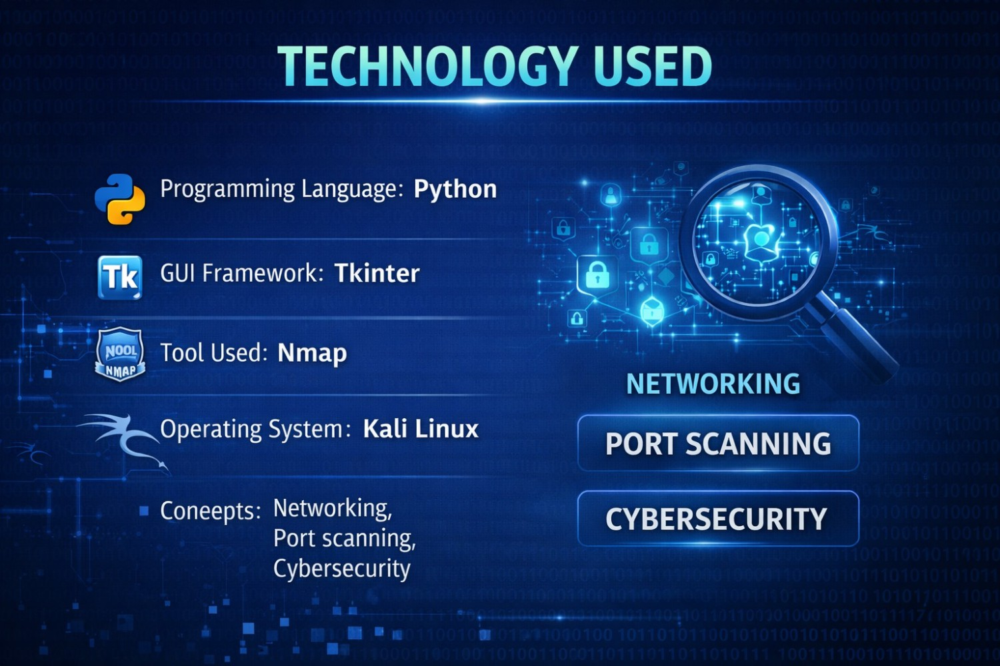 TECHNOLOGY USED
Programming Language: Python
Tk
GUI Framework: Tkinter
NOOL
NMAP
Tool Used: Nmap
Operating System: Kali Linux
Coneepts: Networking,
Port scanning,
Cybersecurity
NETWORKING
PORT SCANNING
CYBERSECURITY